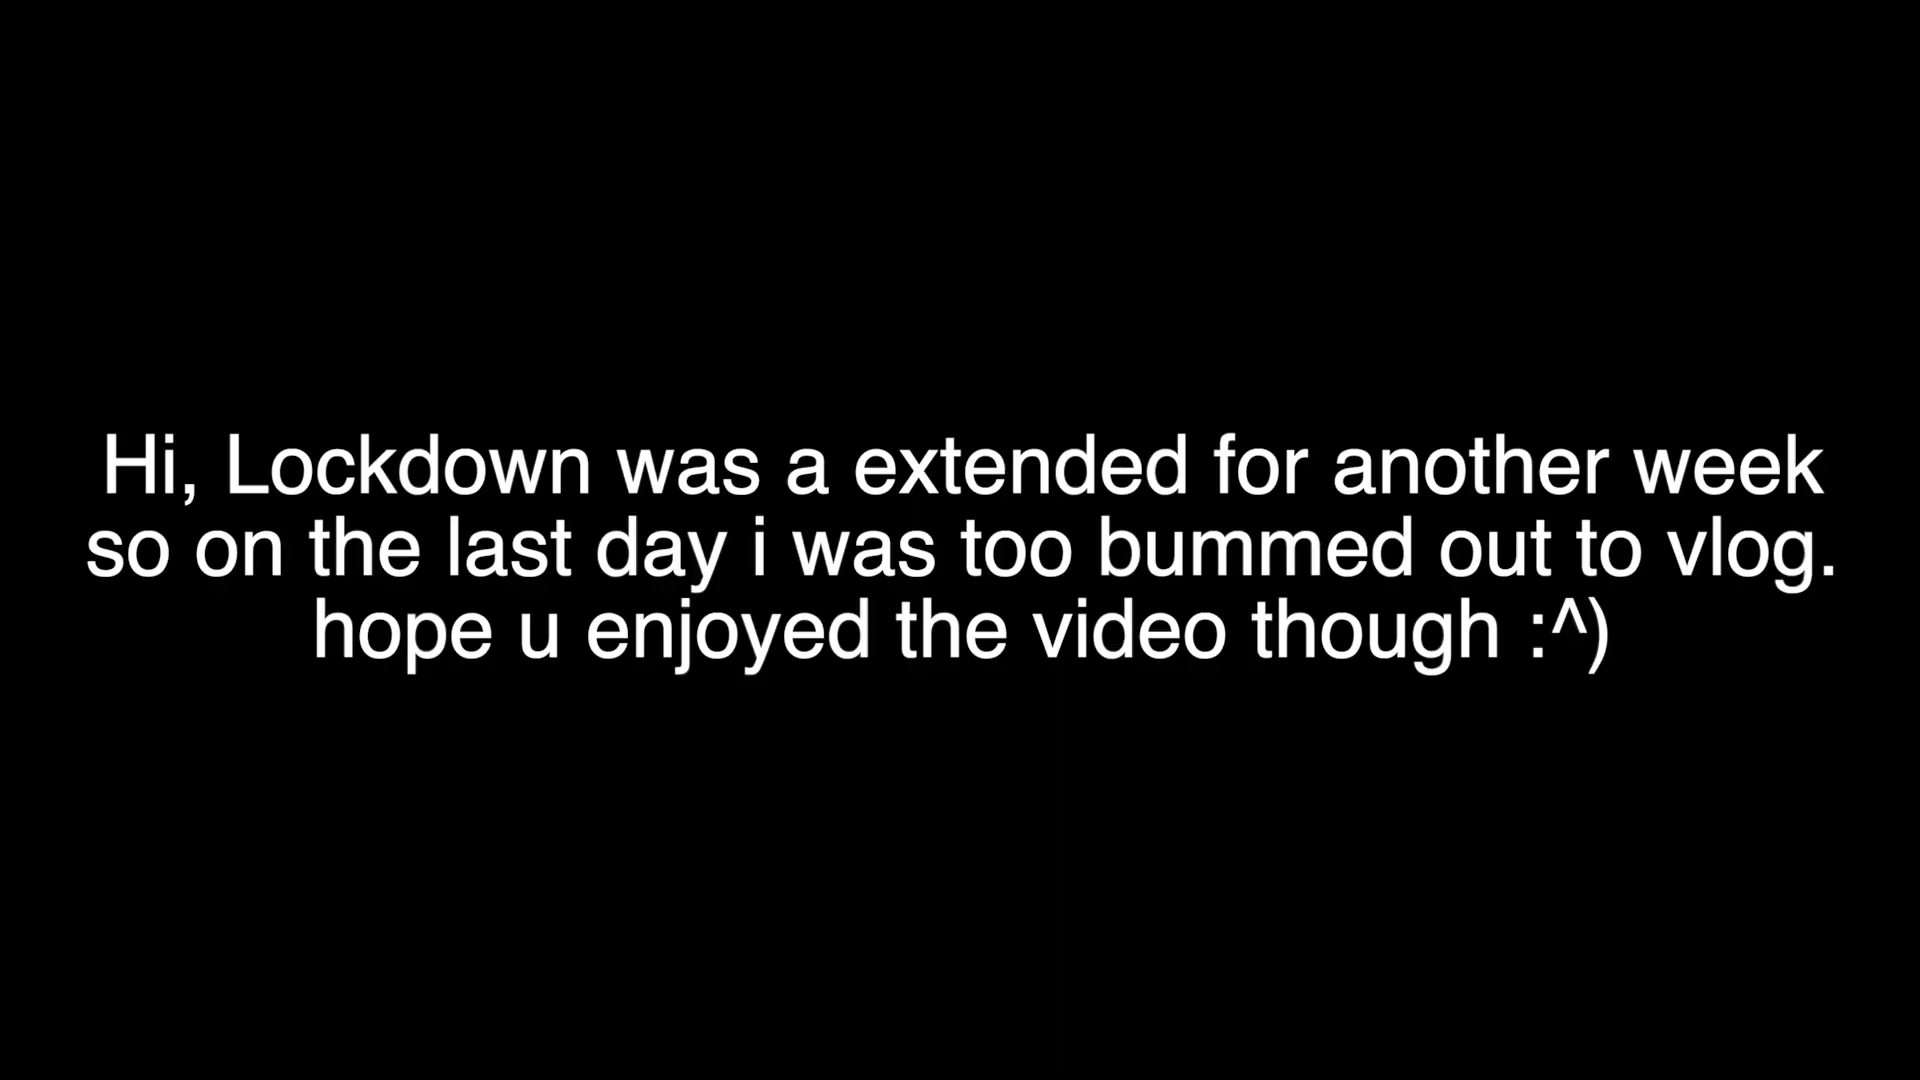 Hi, Lockdown was a extended for another week
so on the last day i was too bummed out to vlog.
hope u enjoyed the video though :^)